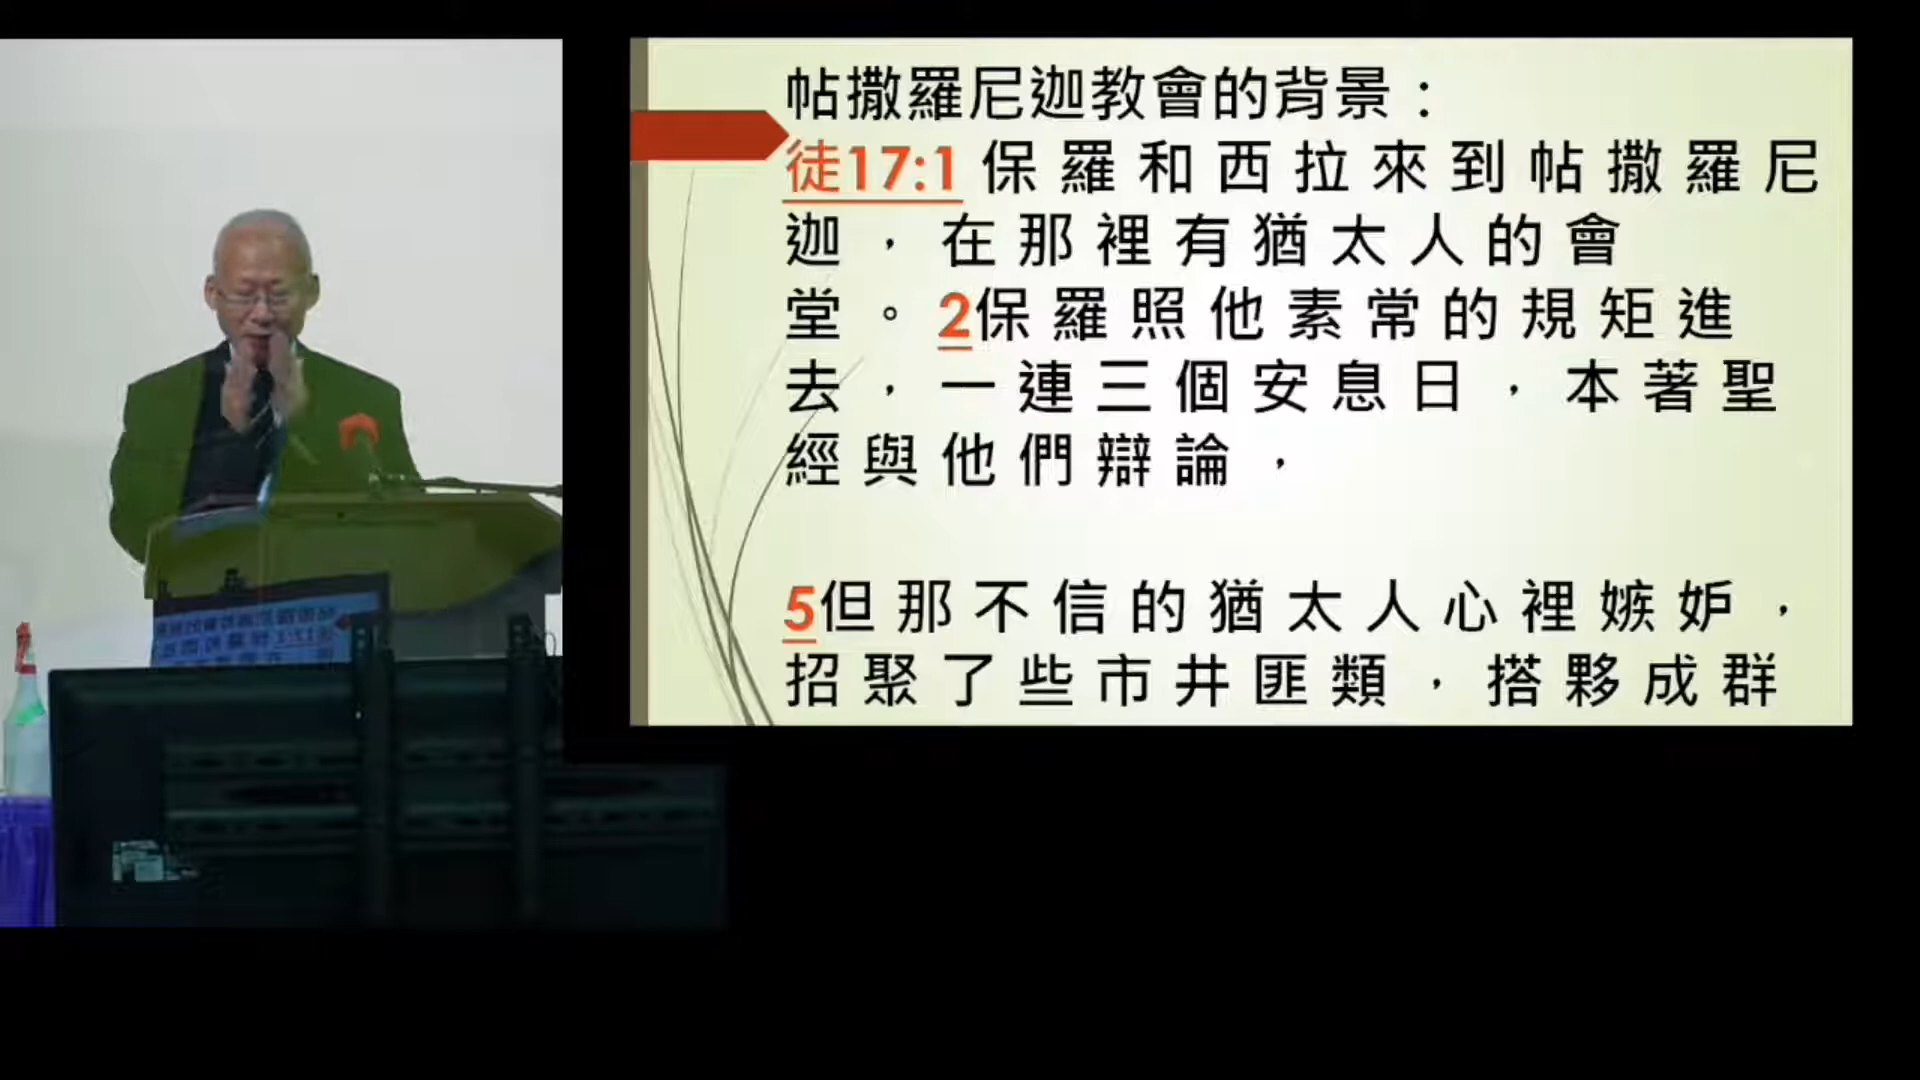 帖撒羅尼迦教會的背景：
徒17:1 保羅和西拉來到帖撒羅尼
迦，在那裡有猶太人的會
堂。2保羅照他素常的規矩進
去，一連三個安息日，本著聖
經與他們辯論，
5但那不信的猶太人心裡嫉妒，
招聚了些市井匪類，搭夥成群